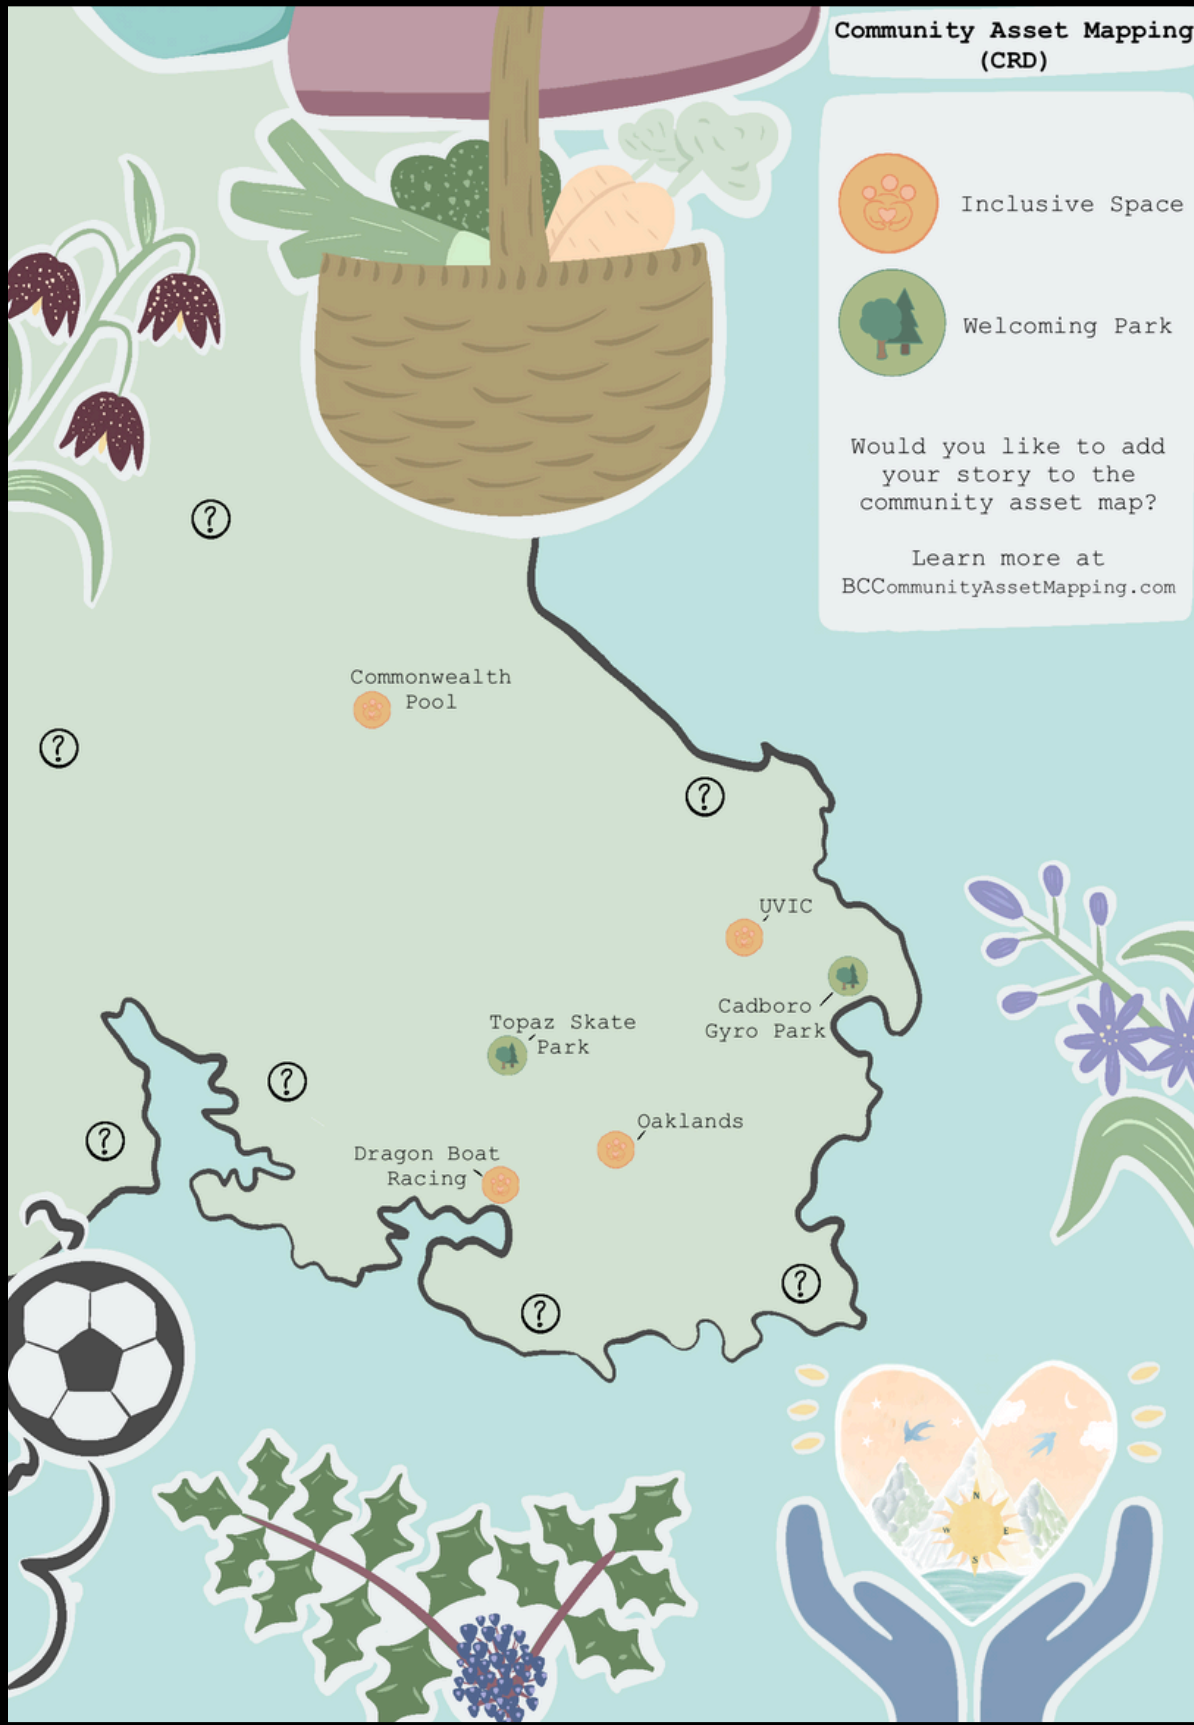 Community Asset Mapping
(CRD)
Inclusive Space
Welcoming Park
Would you like to add
your story to the
community asset map?
Learn more at
BCCommunityAssetMapping.com
?
Commonwealth
Pool
?
?
UVIC
Cadboro
Gyro Park
Topaz Skate
Park
?
Oaklands
?
Dragon Boat
Racing
?
?
N
W
E
S